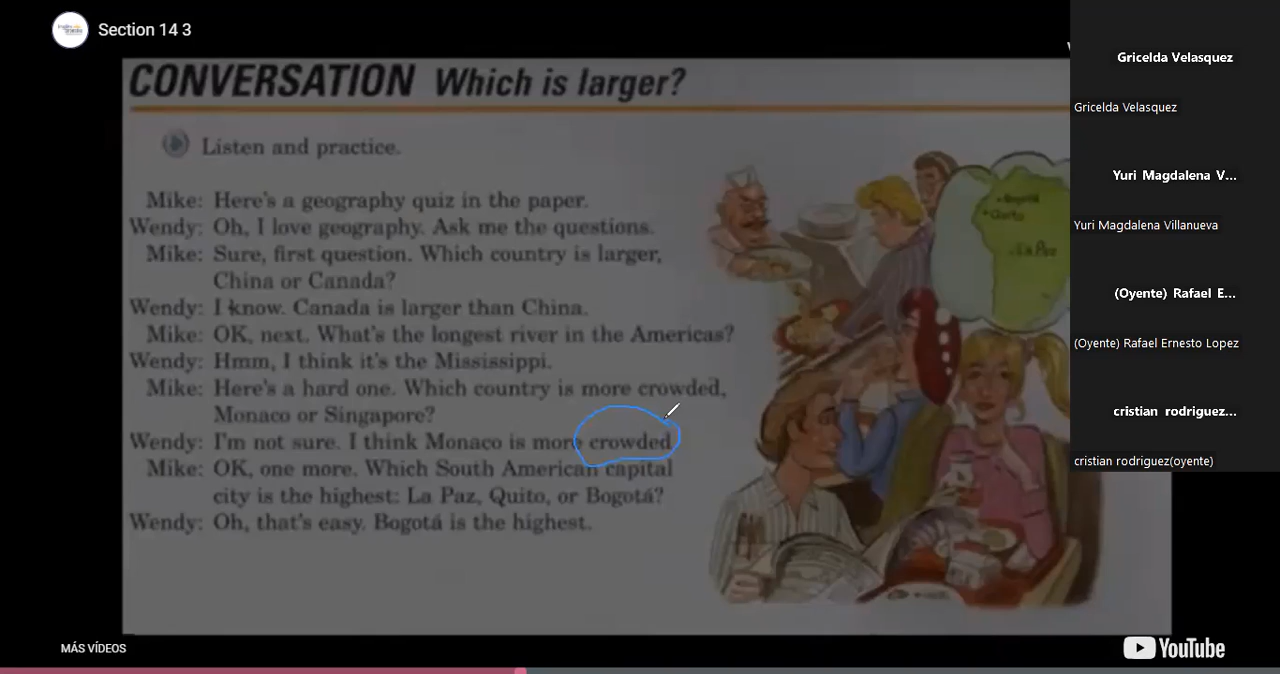 Section 14 3
CONVERSATION Which is larger?
Listen and practice.
Mike: Here's a geography quiz in the paper.
Wendy: Oh, I love geography. Ask me the questions.
Mike: Sure, first question. Which country is larger,
China or Canada?
Wendy: I know. Canada is larger than China.
Mike: OK, next. What's the longest river in the Americas?
Wendy: Hmm, I think it's the Mississippi.
Mike: Here's a hard one. Which country is more crowded,
Monaco or Singapore?
Wendy: I'm not sure. I think Monaco is more crowded.
Mike: OK, one more. Which South American capital
city is the highest: La Paz, Quito, or Bogotá?
Wendy: Oh, that's easy. Bogotá is the highest.
Bogotá
Quito
La Paz
Gricelda Velasquez
Gricelda Velasquez
Yuri Magdalena V...
Yuri Magdalena Villanueva
(Oyente) Rafael E...
(Oyente) Rafael Ernesto Lopez
cristian rodriguez...
cristian rodriguez(oyente)
MÁS VÍDEOS
YouTube